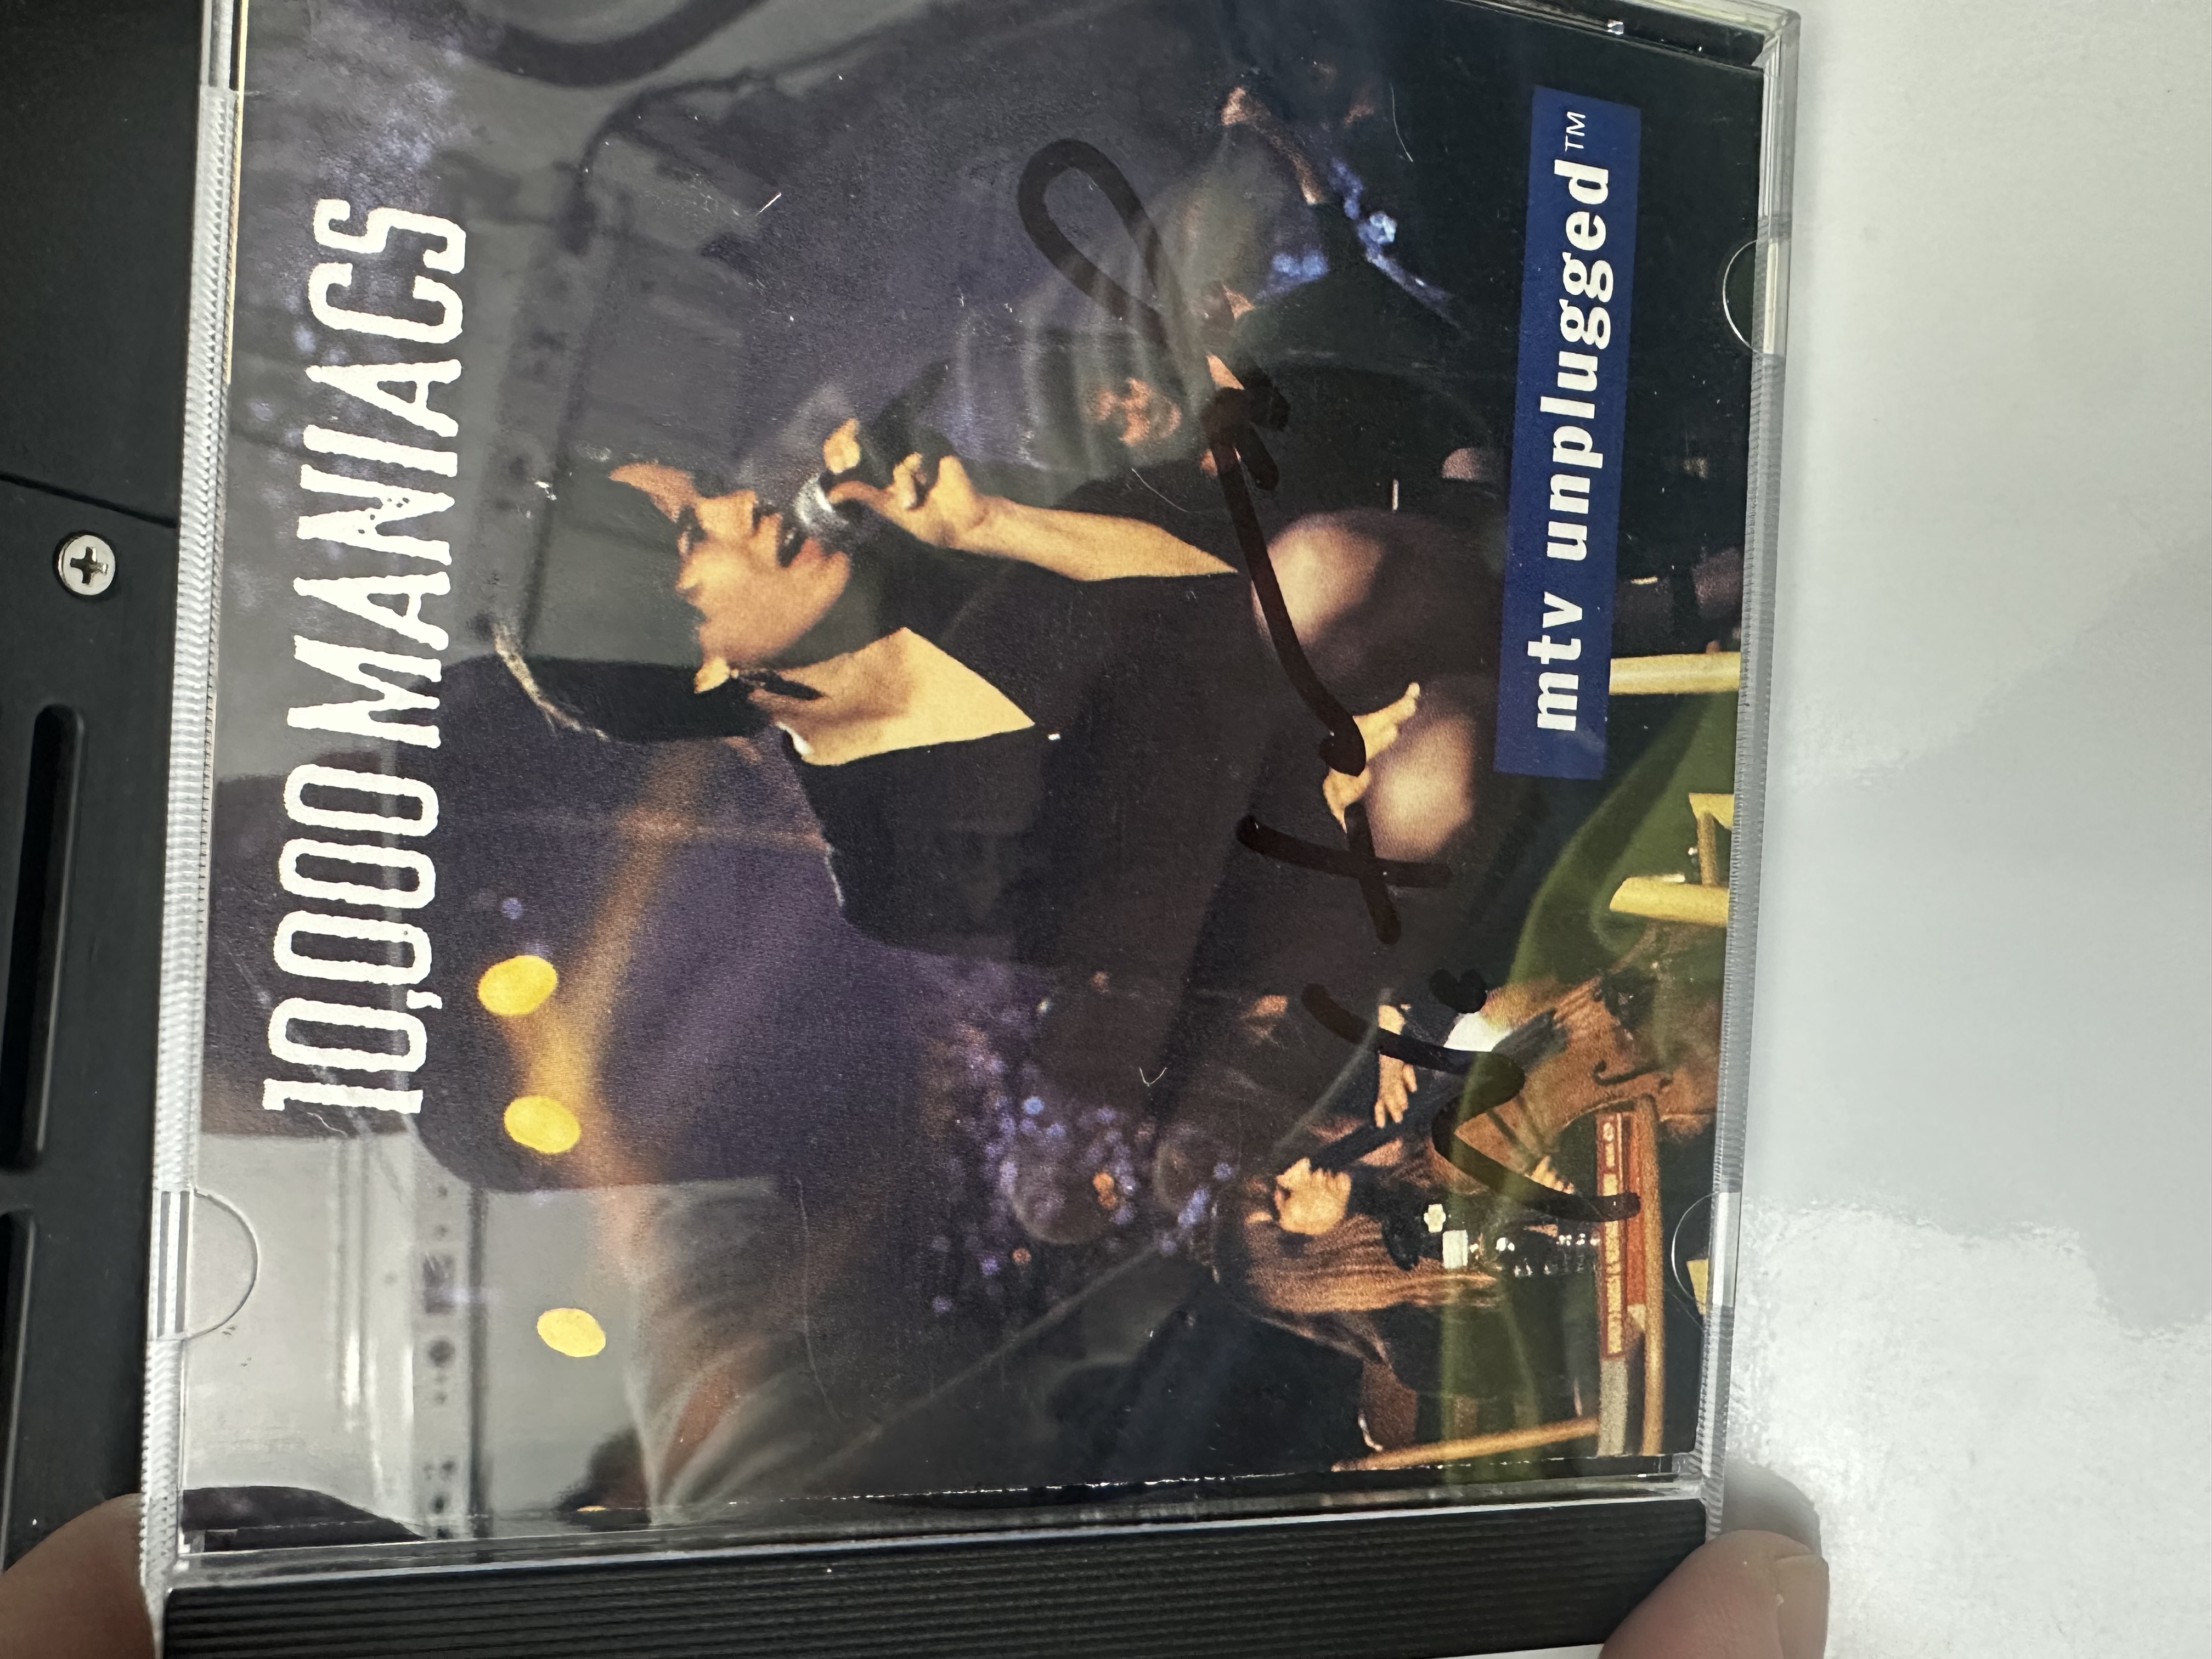 10,000 MANIACS
mtv unplugged™